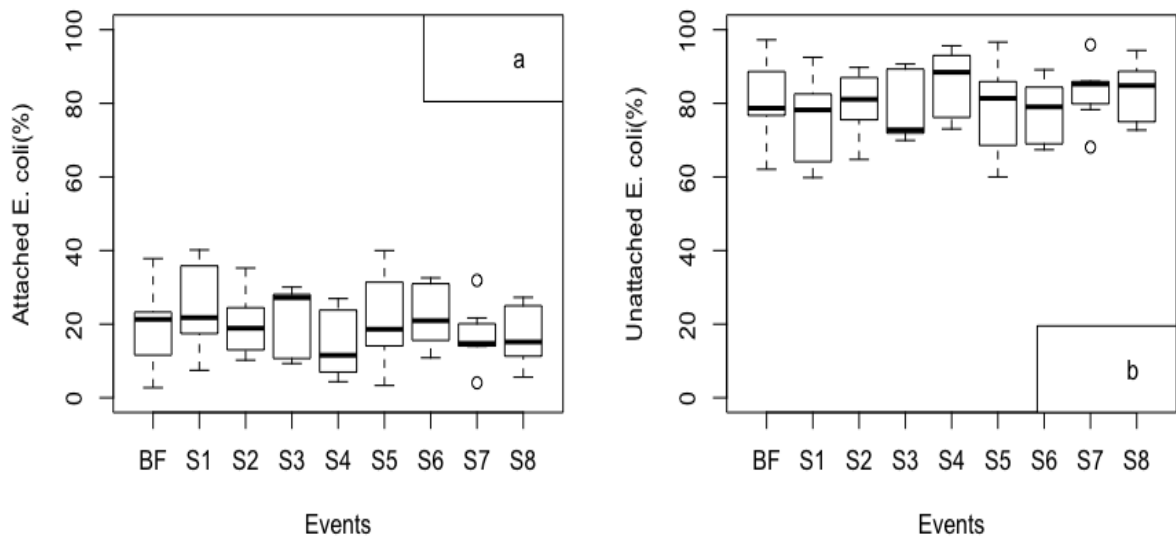 Attached E. coli(%)
100
80
60
40
20
0
a
BF S1 S2 S3 S4 S5 S6 S7 S8
Events
Unattached E. coli(%)
100
80
60
40
20
0
b
BF S1 S2 S3 S4 S5 S6 S7 S8
Events